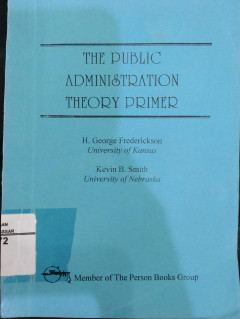 THE PUBLIC
ADMINISTRATION
THEORY PRIMER
H. George Frederickson
University of Kansas
Kevin B. Smith
University of Nebraska
Member of The Person Books Group